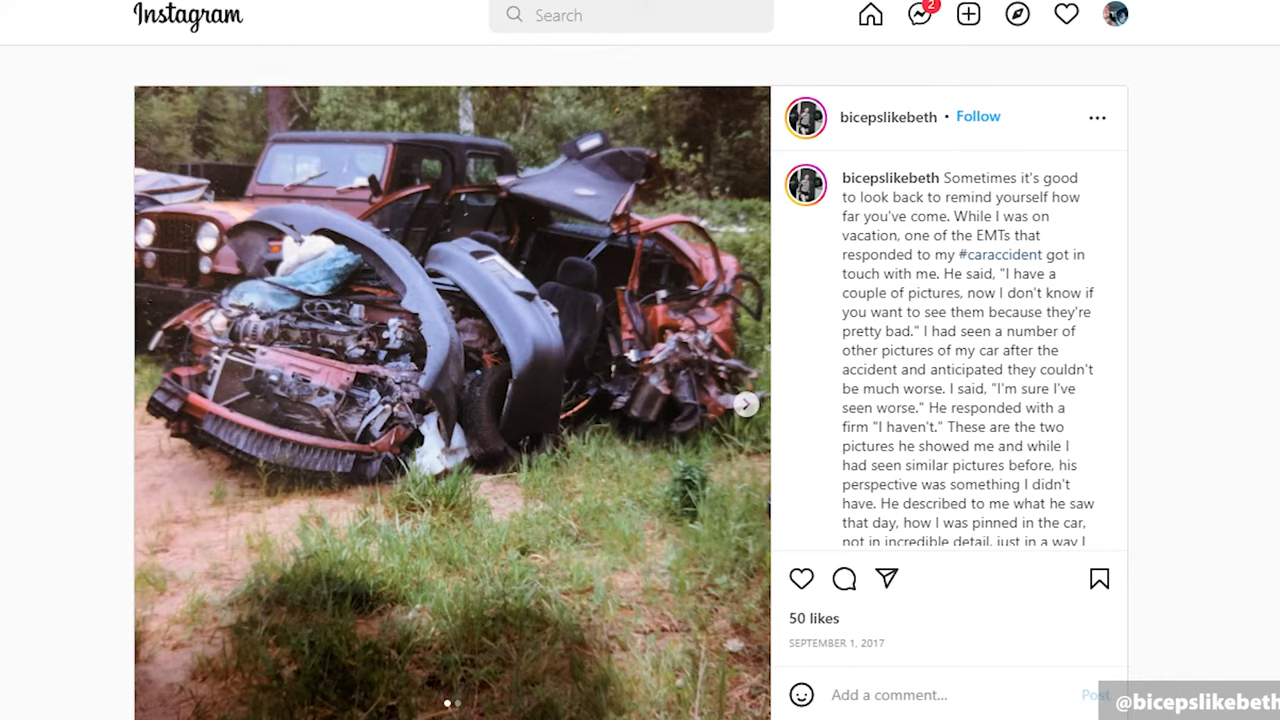 Instagram
Search
2
bicepslikebeth • Follow
bicepslikebeth Sometimes it's good
to look back to remind yourself how
far you've come. While I was on
vacation, one of the EMTs that
responded to my #caraccident got in
touch with me. He said, "I have a
couple of pictures, now I don't know if
you want to see them because they're
pretty bad." I had seen a number of
other pictures of my car after the
accident and anticipated they couldn't
be much worse. I said, "I'm sure I've
seen worse." He responded with a
firm "I haven't." These are the two
pictures he showed me and while I
had seen similar pictures before, his
perspective was something I didn't
have. He described to me what he saw
that day, how I was pinned in the car,
not in incredible detail, just in a way I
50 likes
SEPTEMBER 1, 2017
Add a comment...
Post
@bicepslikebeth